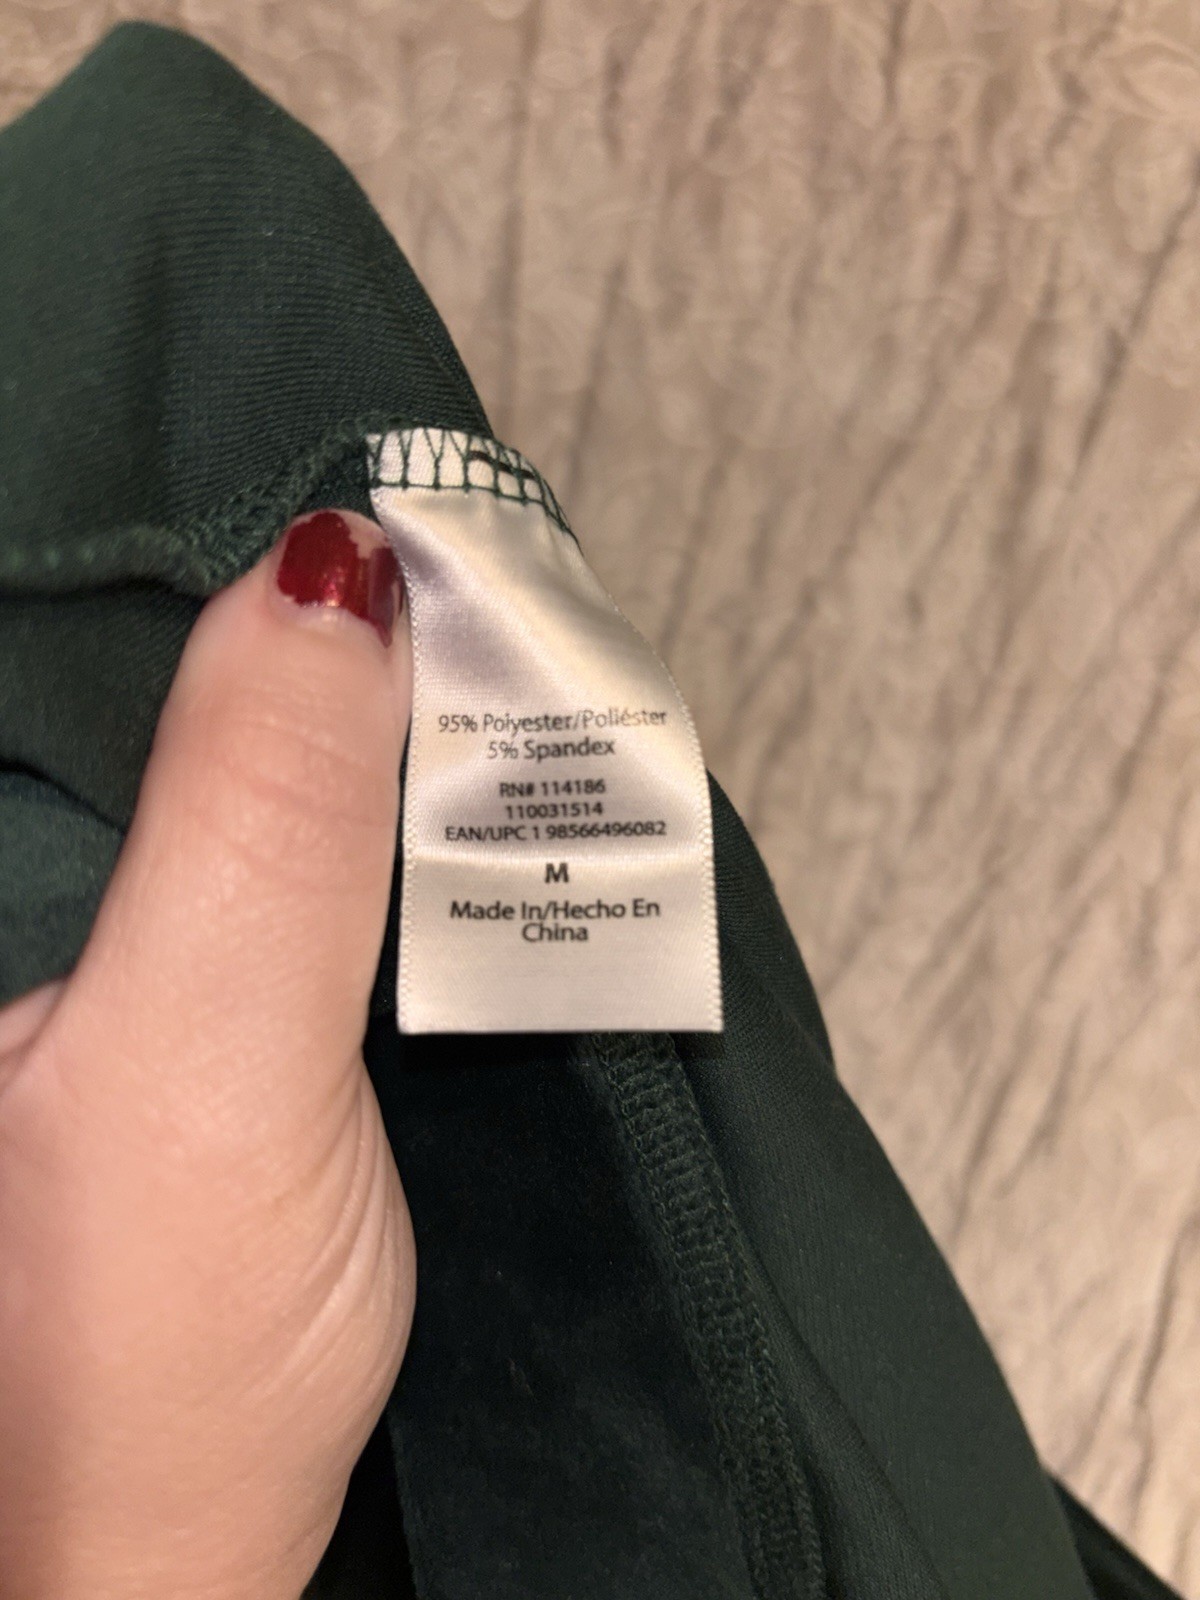 95% Polyester/Poliéster
5% Spandex
RN# 114186
110031514
EAN/UPC 1 98566496082
M
Made In/Hecho En
China